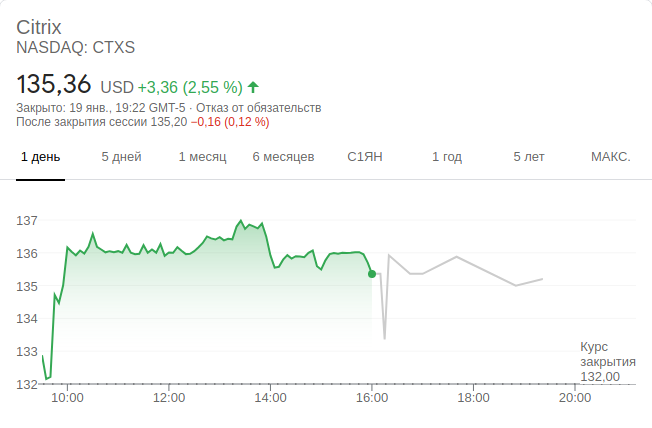 Citrix
NASDAQ: CTXS
135,36 USD +3,36 (2,55 %)
Закрыто: 19 янв., 19:22 GMT-5 · Отказ от обязательств
После закрытия сессии 135,20 −0,16 (0,12 %)
1 день 5 дней 1 месяц 6 месяцев С1ЯН 1 год 5 лет МАКС.
137
136
135
134
133
132
Курс
закрытия
132,00
10:00 12:00 14:00 16:00 18:00 20:00